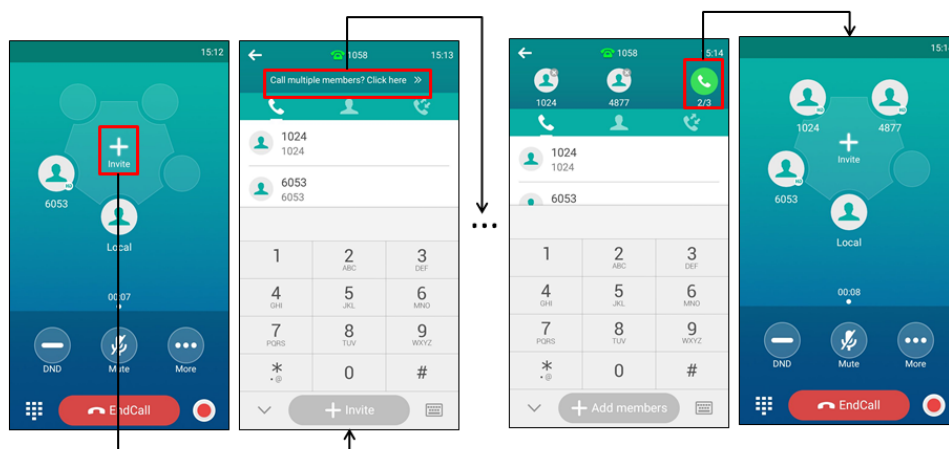 15:12
Invite
6053
Local
00:07
DND
Mute
More
EndCall
1058
15:13
Call multiple members? Click here »
1024
1024
6053
6053
1
2
ABC
3
DEF
4
GHI
5
JKL
6
MNO
7
PQRS
8
TUV
9
WXYZ
*
.@
0
#
Invite
...
1058
5:14
1024
4877
2/3
1024
1024
6053
1
2
ABC
3
DEF
4
GHI
5
JKL
6
MNO
7
PQRS
8
TUV
9
WXYZ
*
.@
0
#
Add members
15:14
1024
4877
Invite
6053
Local
00:08
DND
Mute
More
EndCall